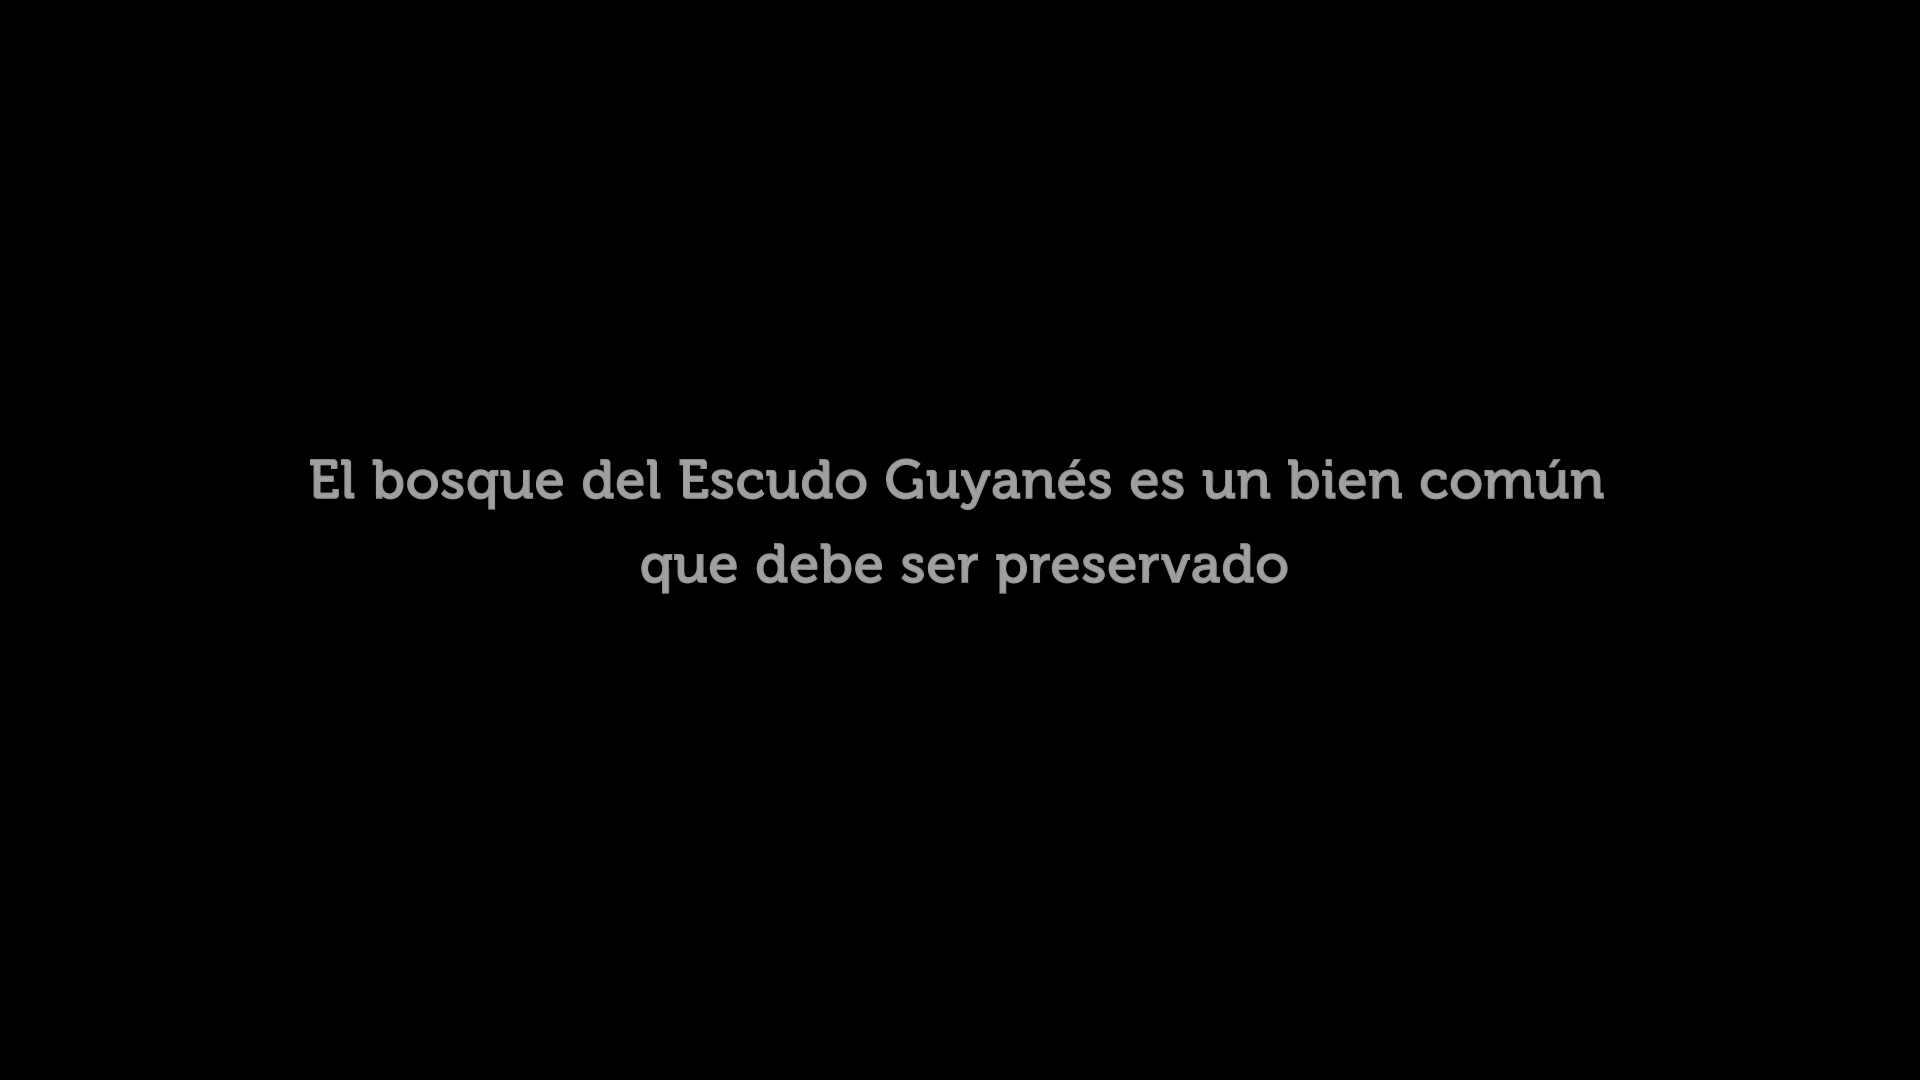 El bosque del Escudo Guyanés es un bien común
que debe ser preservado